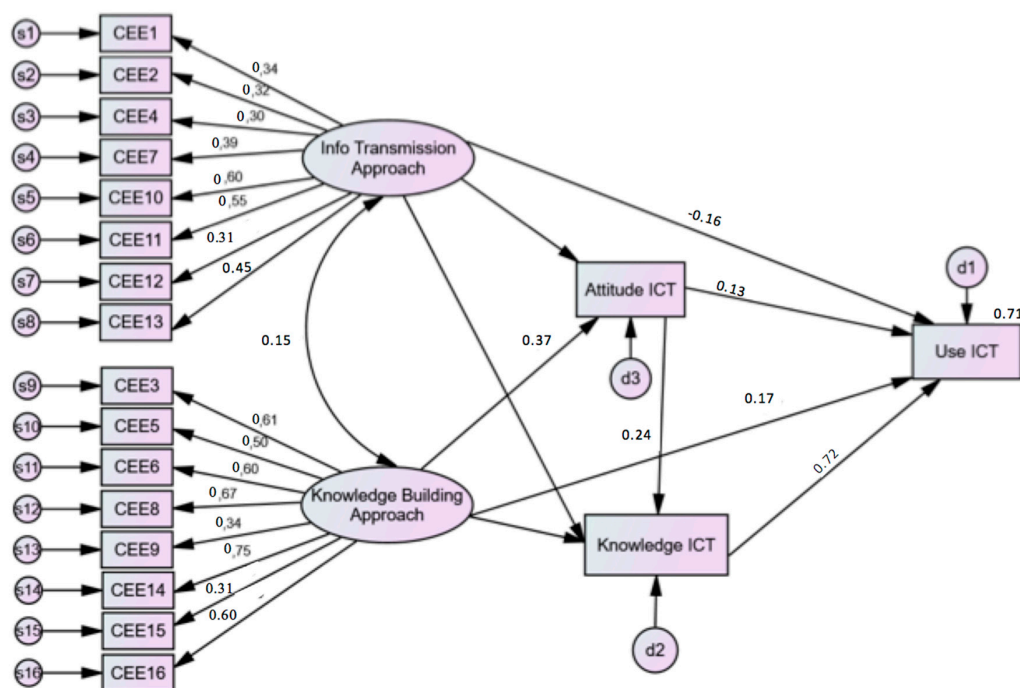 s1
CEE1
s2
CEE2
s3
CEE4
s4
CEE7
s5
CEE10
s6
CEE11
s7
CEE12
s8
CEE13
0,34
0,32
0,30
0,39
0,60
0,55
0.31
0.45
Info Transmission
Approach
-0.16
d1
0.71
Attitude ICT
0.13
Use ICT
0.15
0.37
d3
s9
CEE3
s10
CEE5
s11
CEE6
s12
CEE8
s13
CEE9
s14
CEE14
s15
CEE15
s16
CEE16
0,61
0,50
0,60
0,67
0,34
0,75
0.31
0.60
Knowledge Building
Approach
0.17
0.24
0.72
Knowledge ICT
d2